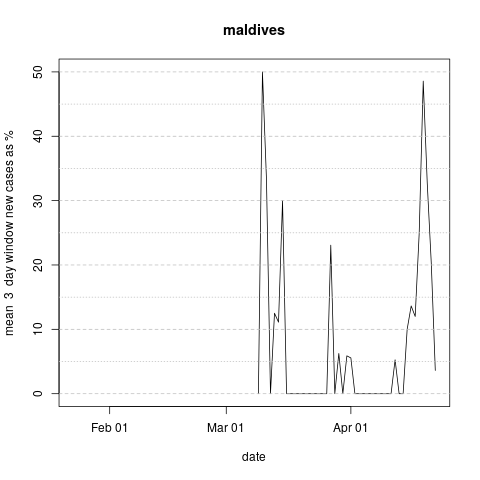 maldives
mean  3  day window new cases as %
50
40
30
20
10
0
Feb 01
Mar 01
Apr 01
date